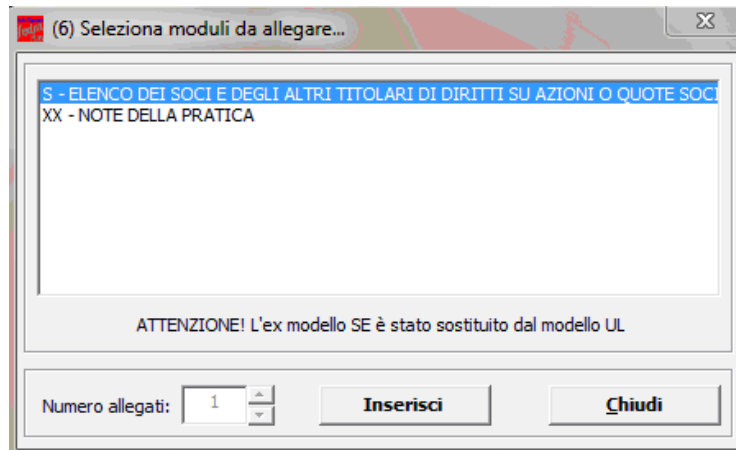 (6) Seleziona moduli da allegare...
S - ELENCO DEI SOCI E DEGLI ALTRI TITOLARI DI DIRITTI SU AZIONI O QUOTE SOCI
XX - NOTE DELLA PRATICA
ATTENZIONE! L'ex modello SE è stato sostituito dal modello UL
Numero allegati: 1 Inserisci Chiudi